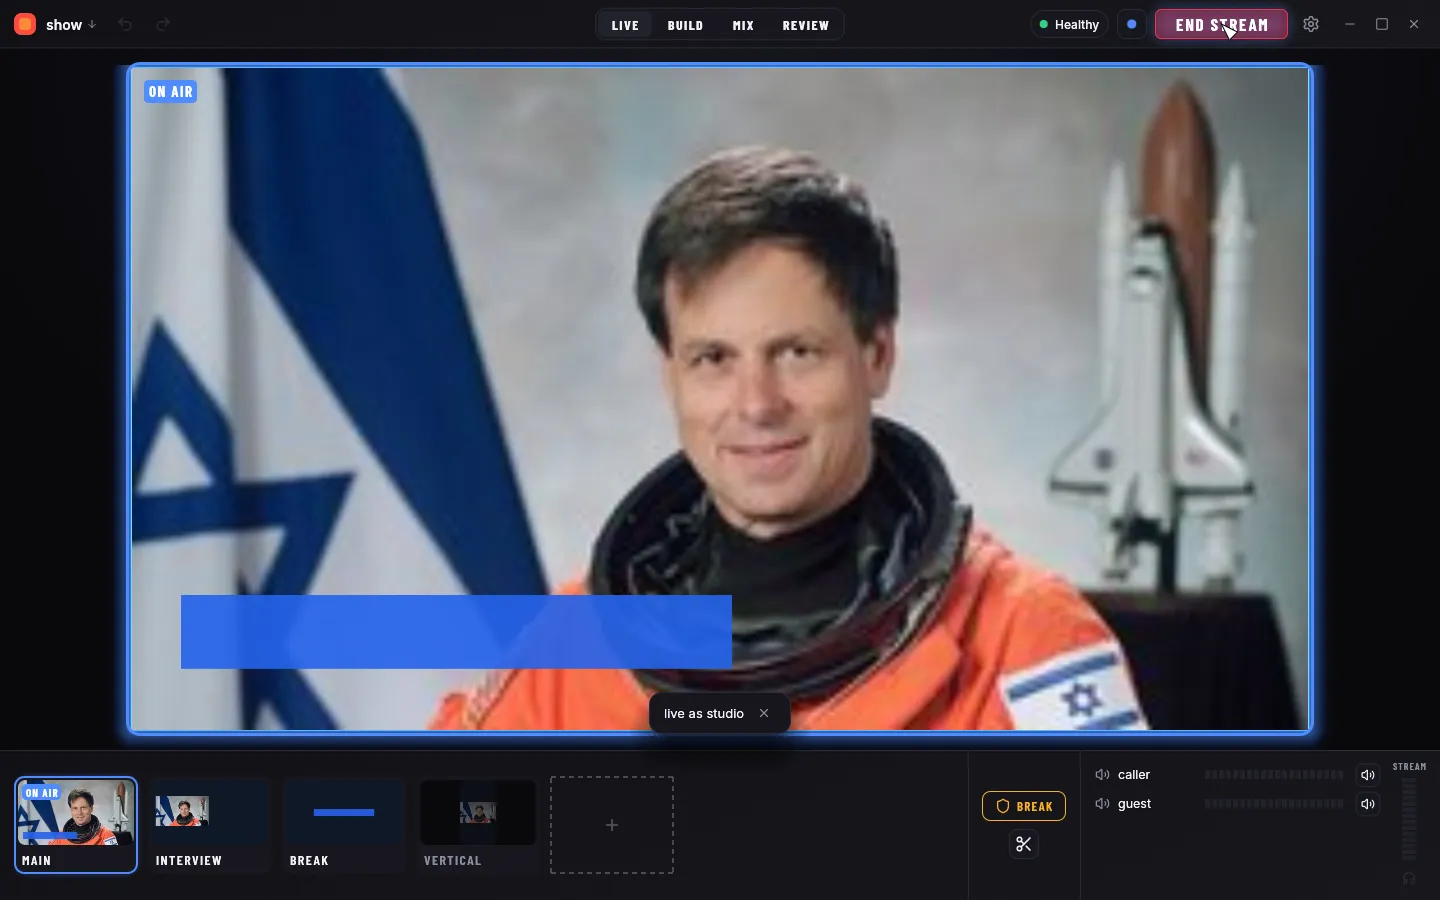 show
LIVE
BUILD
MIX
REVIEW
Healthy
END STREAM
ON AIR
live as studio
ON AIR
MAIN
INTERVIEW
BREAK
VERTICAL
BREAK
caller
guest
STREAM